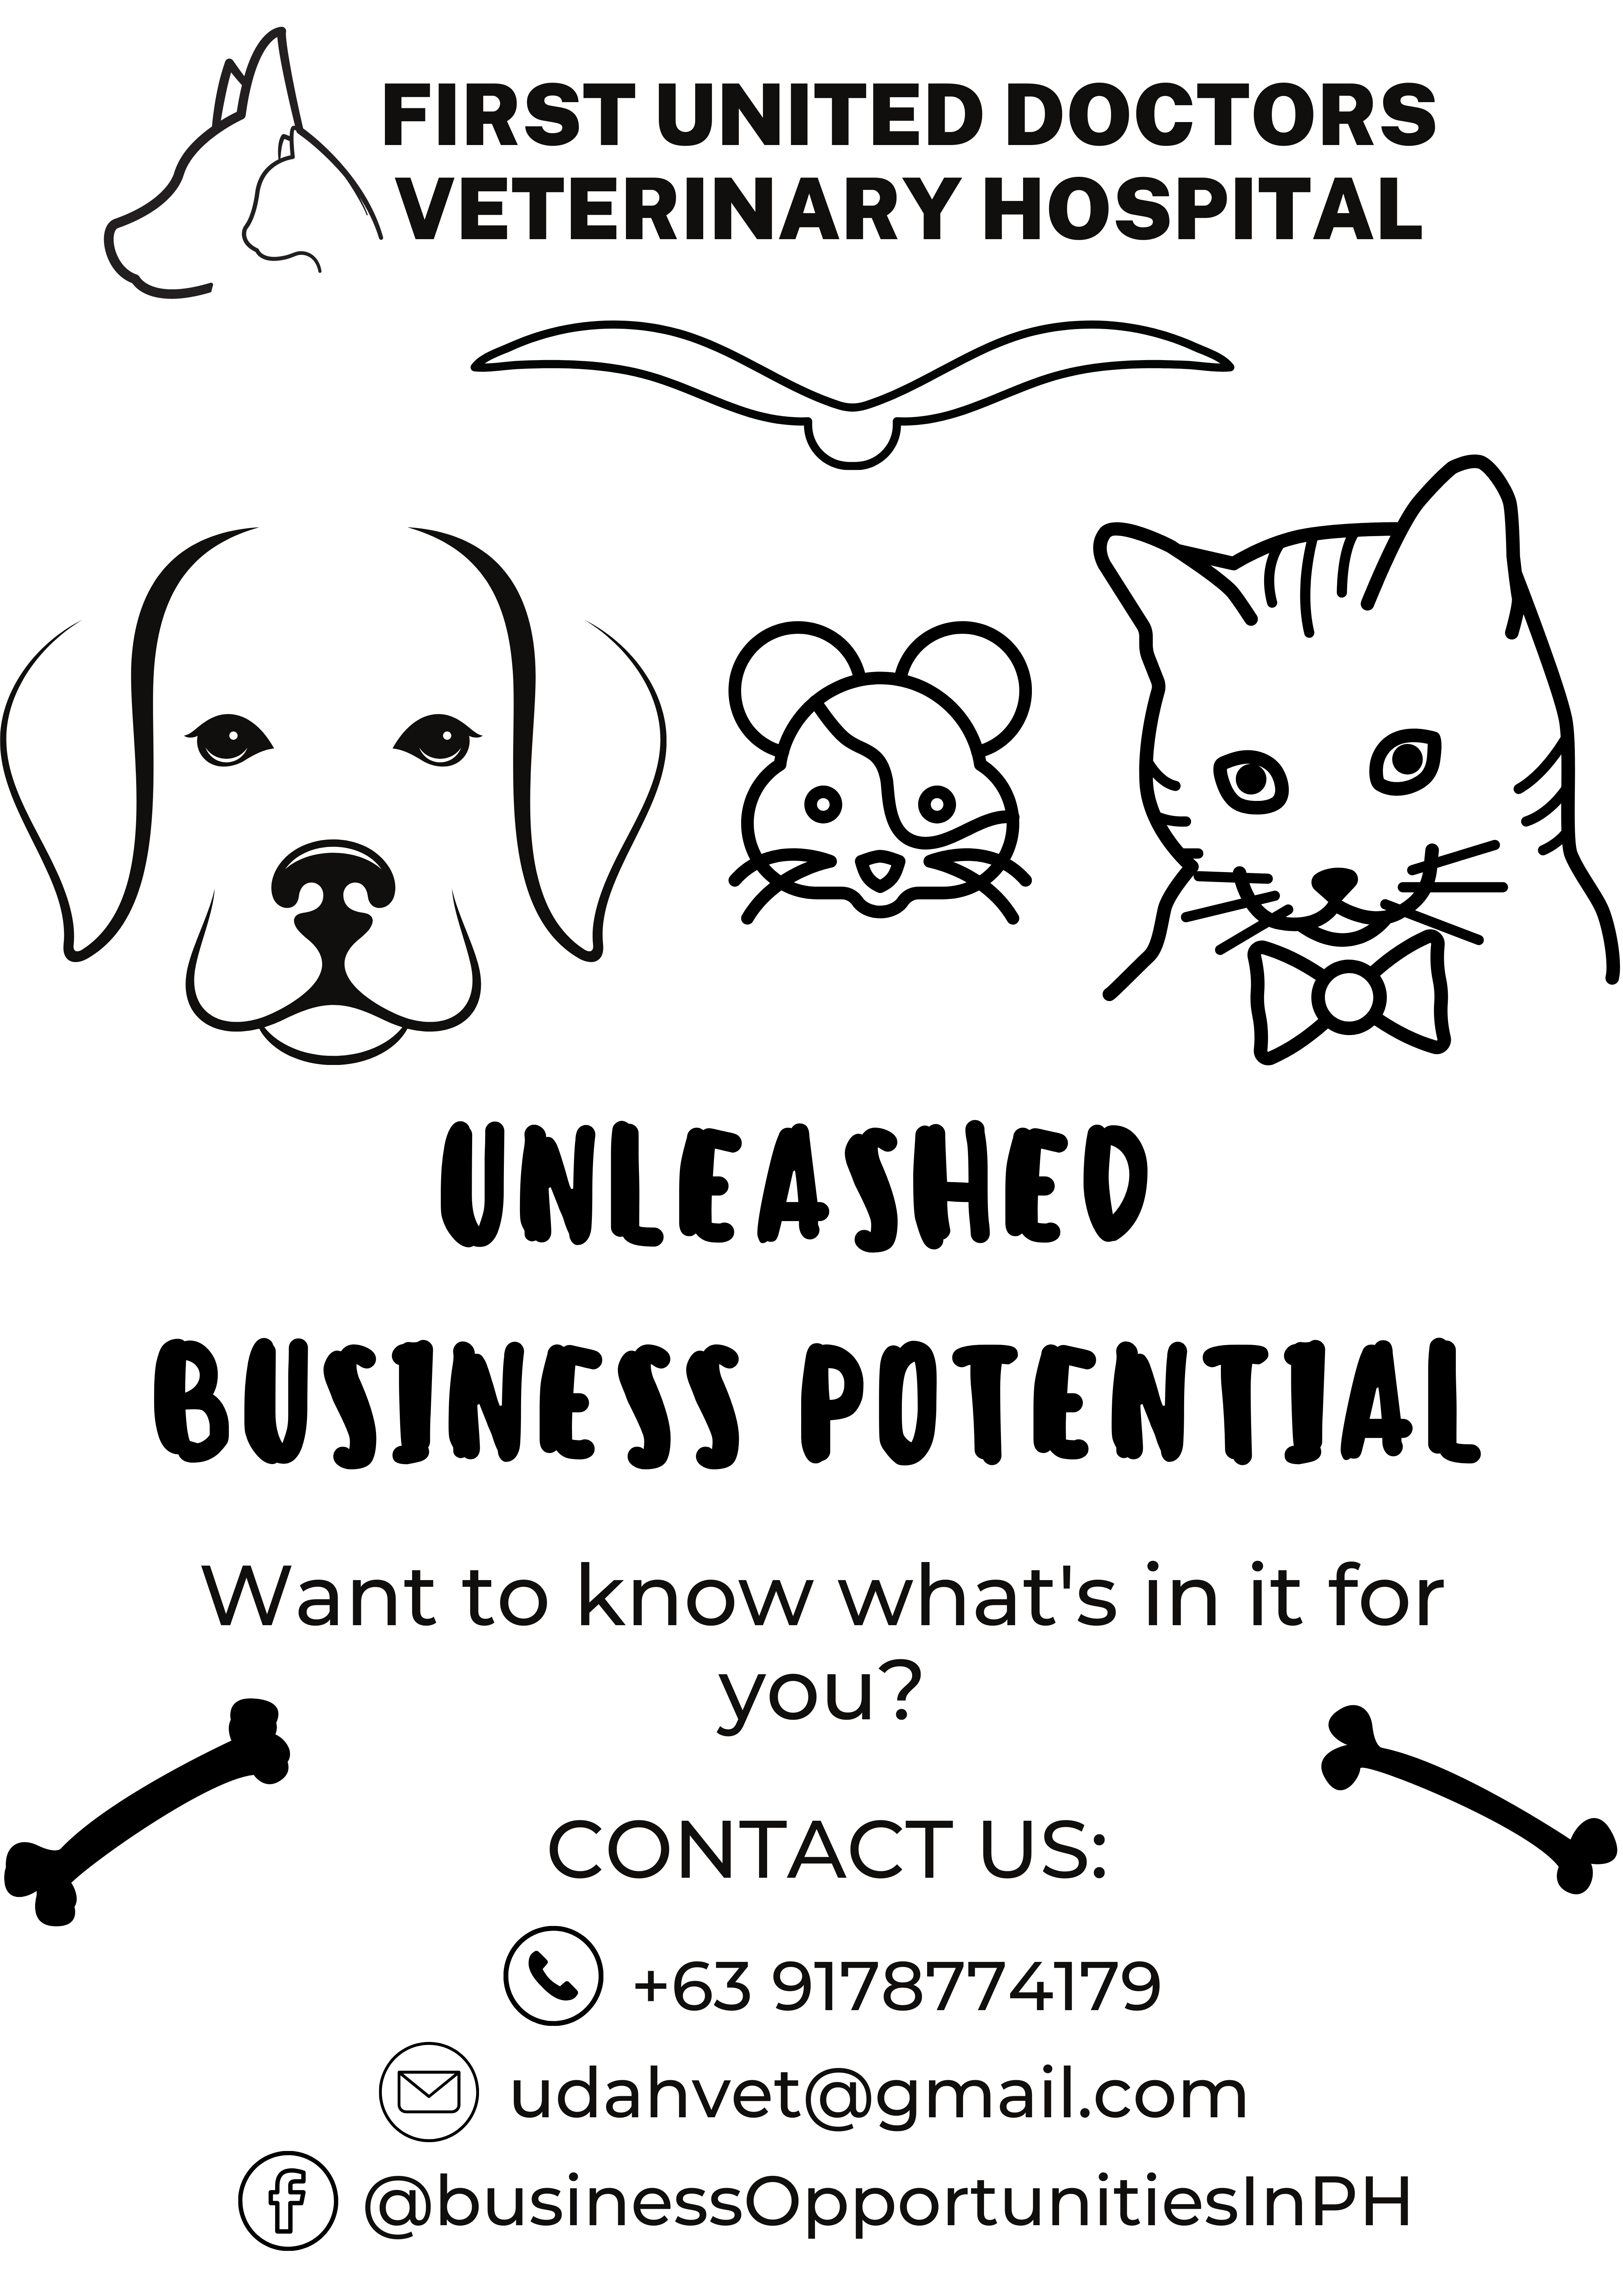 FIRST UNITED DOCTORS
VETERINARY HOSPITAL
UNLEASHED
BUSINESS POTENTIAL
Want to know what's in it for
you?
CONTACT US:
+63 9178774179
udahvet@gmail.com
@businessOpportunitiesInPH